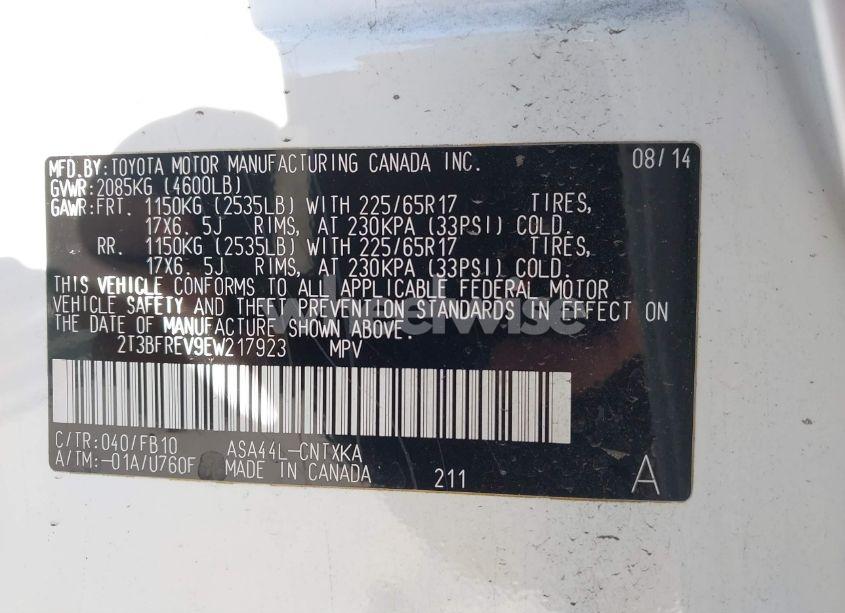 MFD.BY:TOYOTA MOTOR MANUFACTURING CANADA INC. 08/14
GVWR:2085KG (4600LB)
GAWR:FRT. 1150KG (2535LB) WITH 225/65R17 TIRES,
17X6. 5J RIMS, AT 230KPA (33PSI) COLD.
RR. 1150KG (2535LB) WITH 225/65R17 TIRES,
17X6. 5J RIMS, AT 230KPA (33PSI) COLD.
THIS VEHICLE CONFORMS TO ALL APPLICABLE FEDERAL MOTOR
VEHICLE SAFETY AND THEFT PREVENTION STANDARDS IN EFFECT ON
THE DATE OF MANUFACTURE SHOWN ABOVE.
wheelwise
2T3BFREV9EW217923 MPV
C/TR:040/FB10 ASA44L-CNTXKA
A/TM:-01A/U760F MADE IN CANADA 211 A